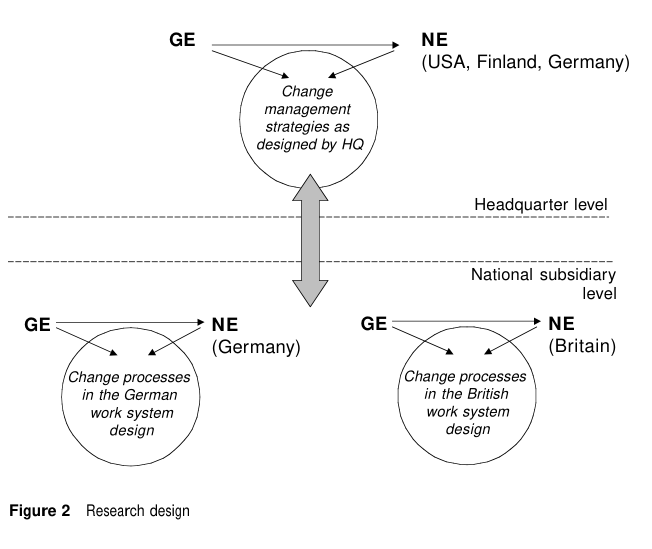 GE
NE
(USA, Finland, Germany)
Change
management
strategies as
designed by HQ
Headquarter level
National subsidiary
level
GE
NE
(Germany)
Change processes
in the German
work system
design
GE
NE
(Britain)
Change processes
in the British
work system
design
Figure 2 Research design